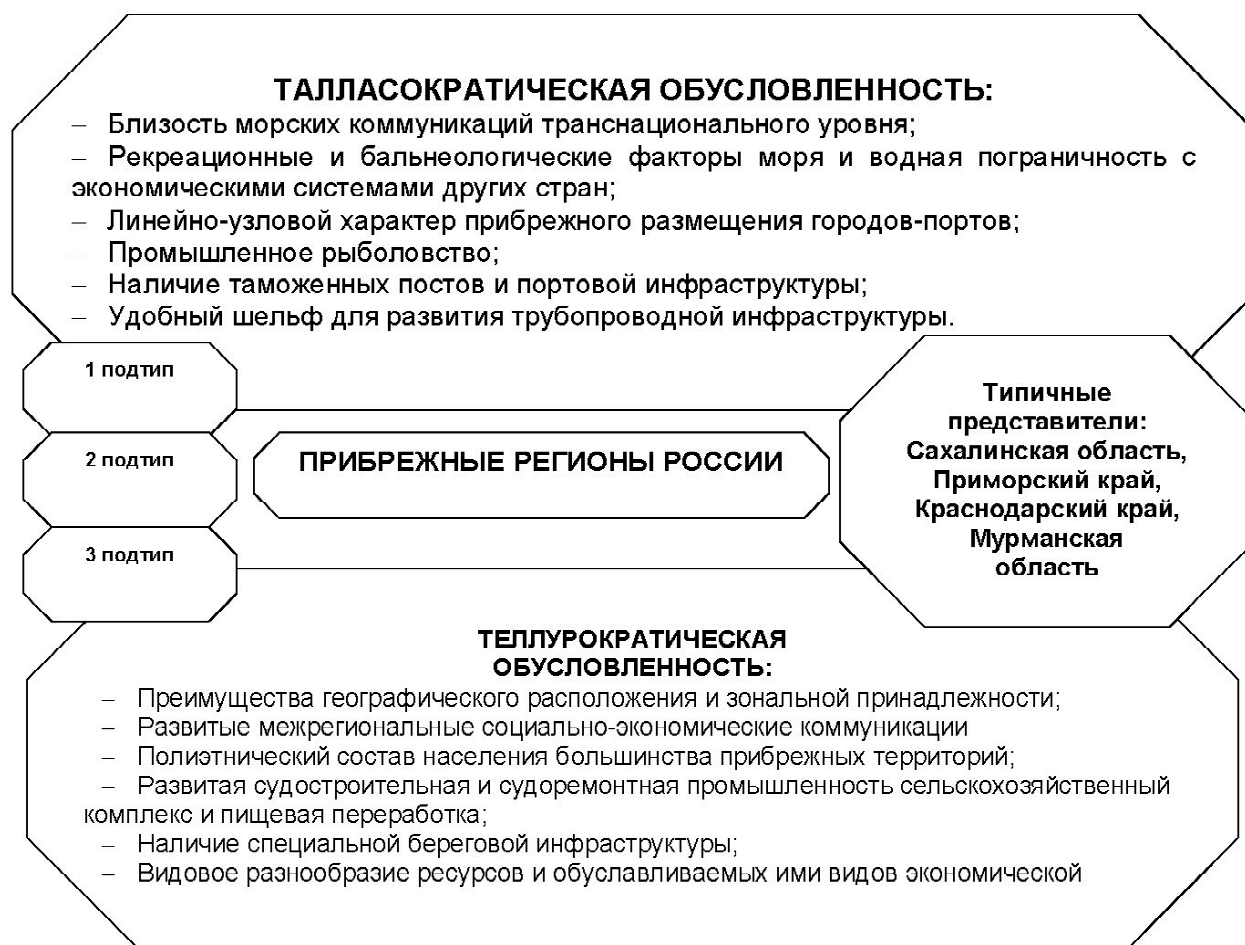 ТАЛЛАСОКРАТИЧЕСКАЯ ОБУСЛОВЛЕННОСТЬ:
– Близость морских коммуникаций транснационального уровня;
– Рекреационные и бальнеологические факторы моря и водная пограничность с
экономическими системами других стран;
– Линейно-узловой характер прибрежного размещения городов-портов;
Промышленное рыболовство;
– Наличие таможенных постов и портовой инфраструктуры;
– Удобный шельф для развития трубопроводной инфраструктуры.
1 подтип
2 подтип
3 подтип
ПРИБРЕЖНЫЕ РЕГИОНЫ РОССИИ
Типичные
представители:
Сахалинская область,
Приморский край,
Краснодарский край,
Мурманская
область
ТЕЛЛУРОКРАТИЧЕСКАЯ
ОБУСЛОВЛЕННОСТЬ:
– Преимущества географического расположения и зональной принадлежности;
– Развитые межрегиональные социально-экономические коммуникации
– Полиэтнический состав населения большинства прибрежных территорий;
– Развитая судостроительная и судоремонтная промышленность сельскохозяйственный
комплекс и пищевая переработка;
– Наличие специальной береговой инфраструктуры;
– Видовое разнообразие ресурсов и обуславливаемых ими видов экономической